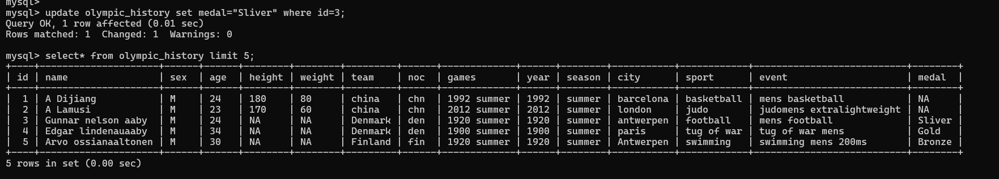 mysql>
mysql> update olympic_history set medal="Sliver" where id=3;
Query OK, 1 row affected (0.01 sec)
Rows matched: 1  Changed: 1  Warnings: 0
mysql> select* from olympic_history limit 5;
| id | name | sex | age | height | weight | team | noc | games | year | season | city | sport | event | medal |
| 1 | A Dijiang | M | 24 | 180 | 80 | china | chn | 1992 summer | 1992 | summer | barcelona | basketball | mens basketball | NA |
| 2 | A Lamusi | M | 23 | 170 | 60 | china | chn | 2012 summer | 2012 | summer | london | judo | judomens extralightweight | NA |
| 3 | Gunnar nelson aaby | M | 24 | NA | NA | Denmark | den | 1920 summer | 1920 | summer | antwerpen | football | mens football | Sliver |
| 4 | Edgar lindenauaaby | M | 34 | NA | NA | Denmark | den | 1900 summer | 1900 | summer | paris | tug of war | tug of war mens | Gold |
| 5 | Arvo ossianaaltonen | M | 30 | NA | NA | Finland | fin | 1920 summer | 1920 | summer | Antwerpen | swimming | swimming mens 200ms | Bronze |
5 rows in set (0.00 sec)